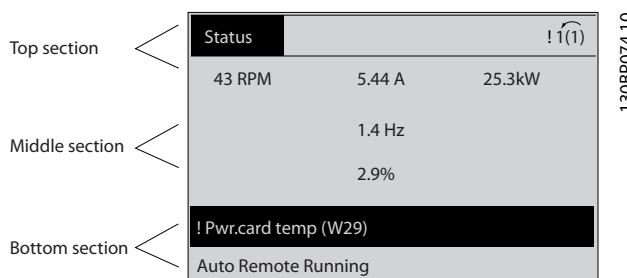 Top section
Status
! 1(1)
43 RPM 5.44 A 25.3kW
Middle section
1.4 Hz
2.9%
! Pwr.card temp (W29)
Bottom section
Auto Remote Running
130BP074.10